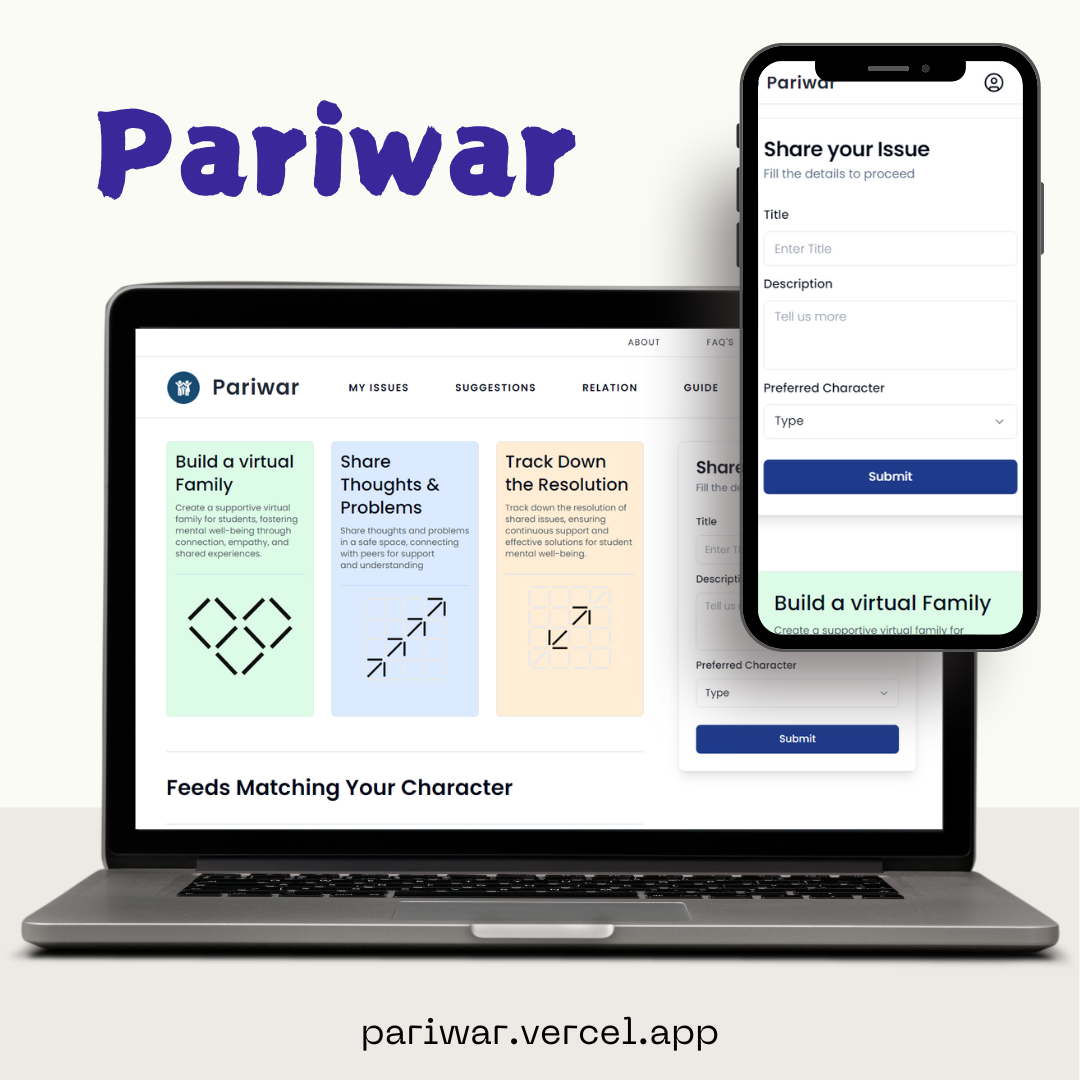 Pariwar
Pariwar
Share your Issue
Fill the details to proceed
Title
Enter Title
Description
Tell us more
Preferred Character
Type
Submit
Build a virtual Family
Create a supportive virtual family for
ABOUT
FAQ'S
Pariwar
MY ISSUES
SUGGESTIONS
RELATION
GUIDE
Build a virtual
Family
Create a supportive virtual
family for students, fostering
mental well-being through
connection, empathy, and
shared experiences.
Share
Thoughts &
Problems
Share thoughts and problems
in a safe space, connecting
with peers for support
and understanding
Track Down
the Resolution
Track down the resolution of
shared issues, ensuring
continuous support and
effective solutions for student
mental well-being.
Share
Fill the
Title
Enter
Tell us
Preferred Character
Type
Submit
Feeds Matching Your Character
pariwar.vercel.app